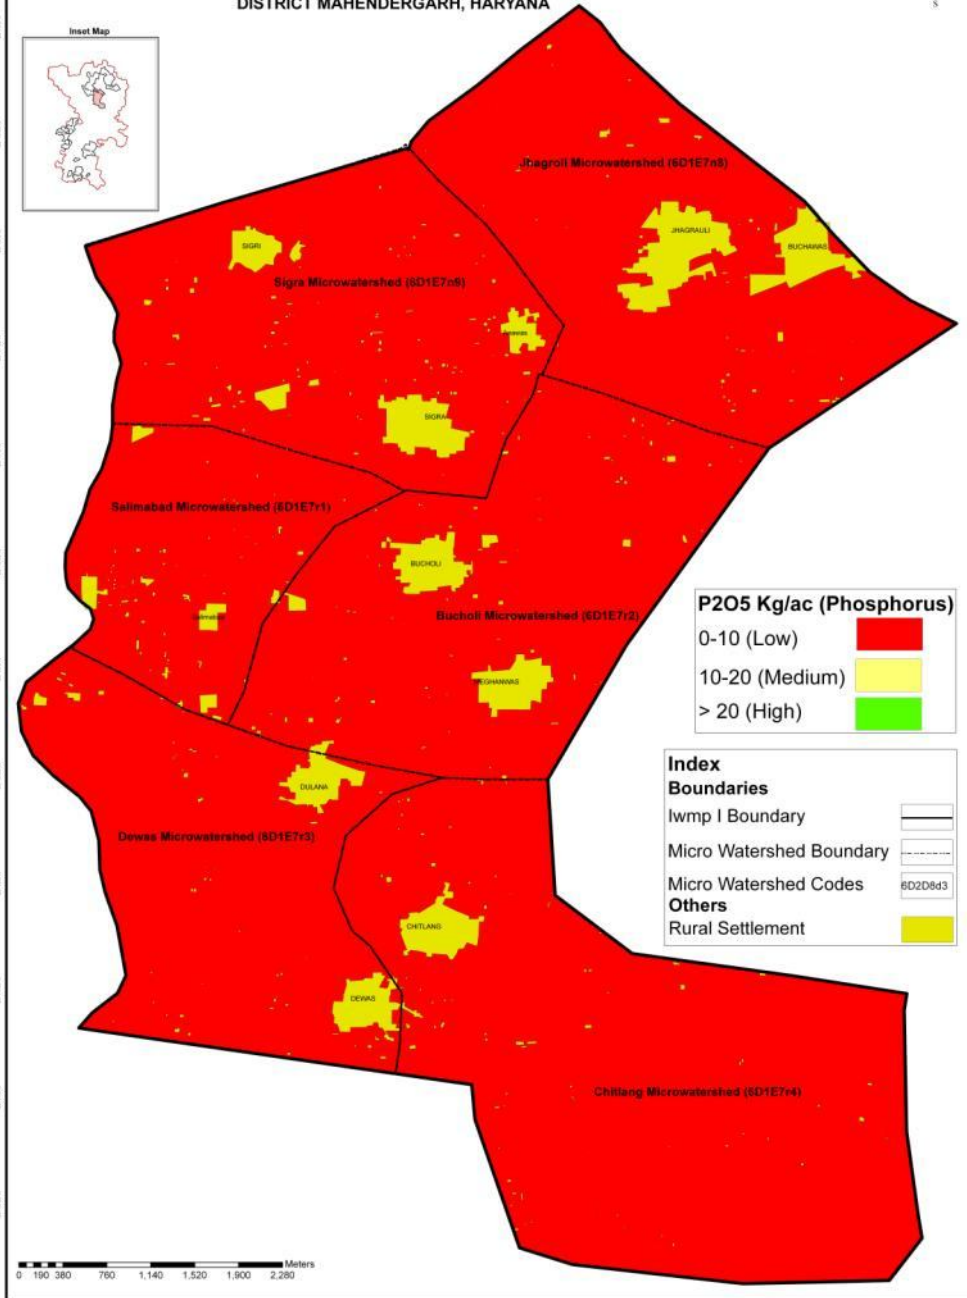 DISTRICT MAHENDERGARH, HARYANA
S
Inset Map
Jhagroli Microwatershed (6D1E7n8)
JHAGRAULI
BUCHAWAS
SIGRI
Sigra Microwatershed (6D1E7n9)
SIGRA
Salimabad Microwatershed (6D1E7r1)
BUCHOLI
Salimabad
Bucholi Microwatershed (6D1E7r2)
MEGHANWAS
DULANA
Dewas Microwatershed (6D1E7r3)
CHITLANG
DEWAS
Chitlang Microwatershed (6D1E7r4)
P2O5 Kg/ac (Phosphorus)
0-10 (Low)
10-20 (Medium)
> 20 (High)
Index
Boundaries
Iwmp I Boundary
Micro Watershed Boundary
Micro Watershed Codes 6D2D8d3
Others
Rural Settlement
Meters
0 190 380 760 1,140 1,520 1,900 2,280